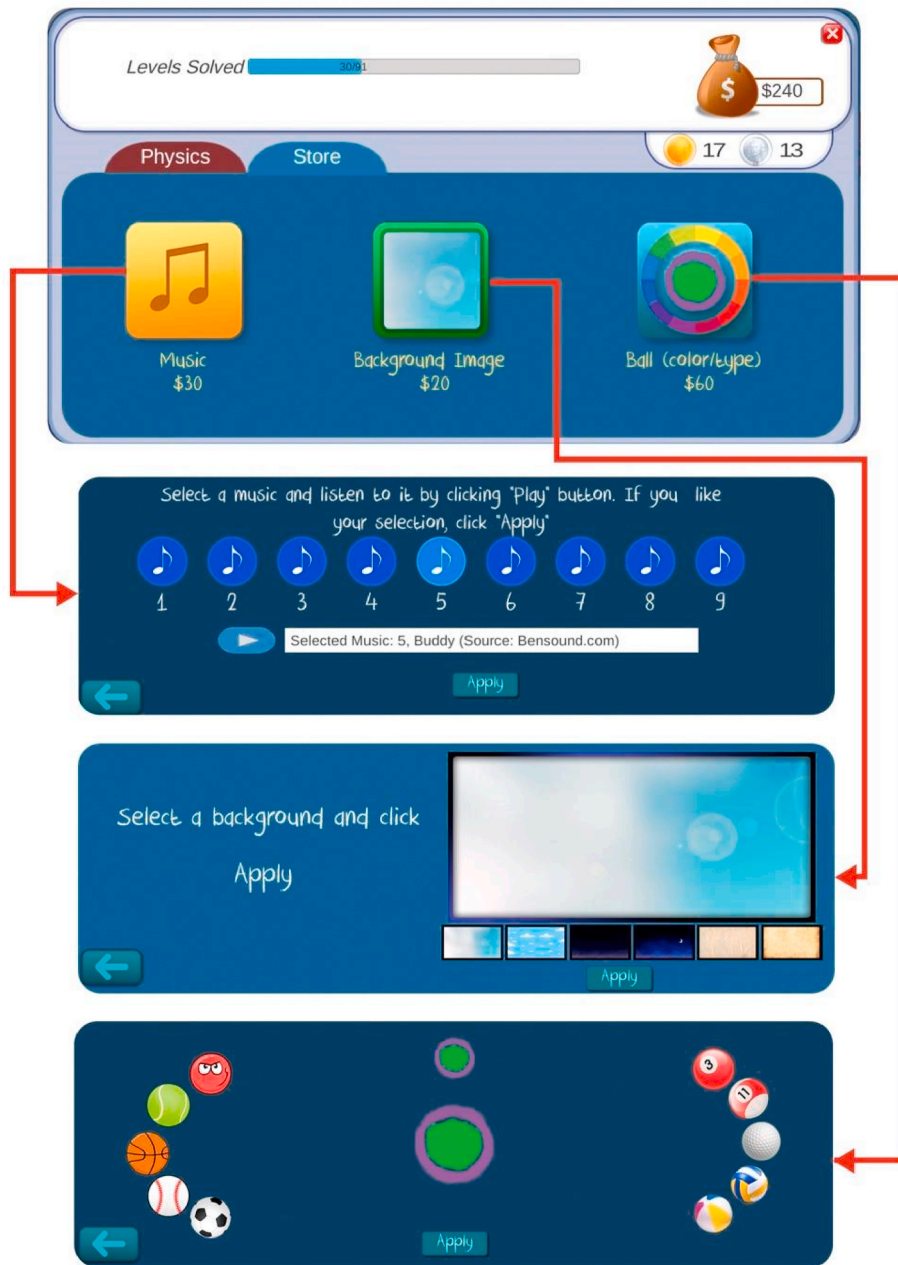 Levels Solved 30/91
$
$240
17 13
Physics Store
Music
$30
Background Image
$20
Ball (color/type)
$60
Select a music and listen to it by clicking "Play" button. If you like
your selection, click "Apply"
1 2 3 4 5 6 7 8 9
Selected Music: 5, Buddy (Source: Bensound.com)
Apply
Select a background and click
Apply
Apply
3
11
Apply